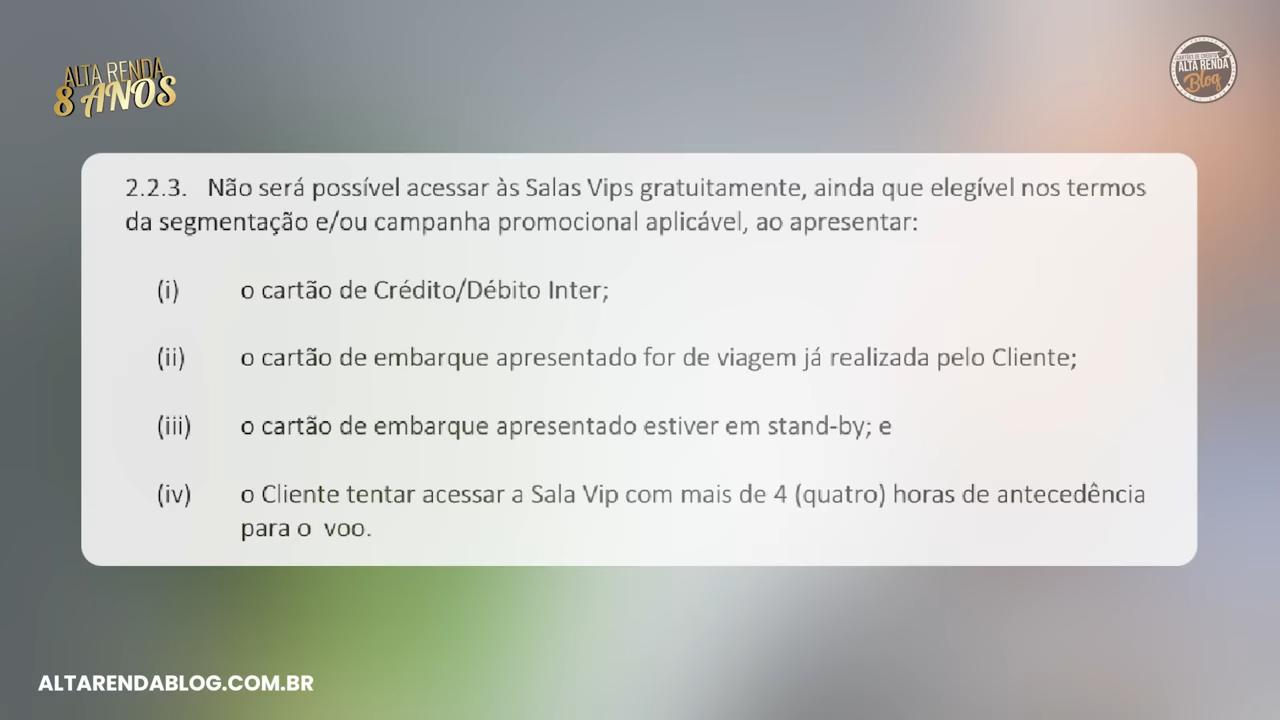 ALTA RENDA
8 ANOS
CARTÕES DE CRÉDITO
ALTA RENDA
Blog
2.2.3. Não será possível acessar às Salas Vips gratuitamente, ainda que elegível nos termos
da segmentação e/ou campanha promocional aplicável, ao apresentar:
(i) o cartão de Crédito/Débito Inter;
(ii) o cartão de embarque apresentado for de viagem já realizada pelo Cliente;
(iii) o cartão de embarque apresentado estiver em stand-by; e
(iv) o Cliente tentar acessar a Sala Vip com mais de 4 (quatro) horas de antecedência
para o voo.
ALTARENDABLOG.COM.BR